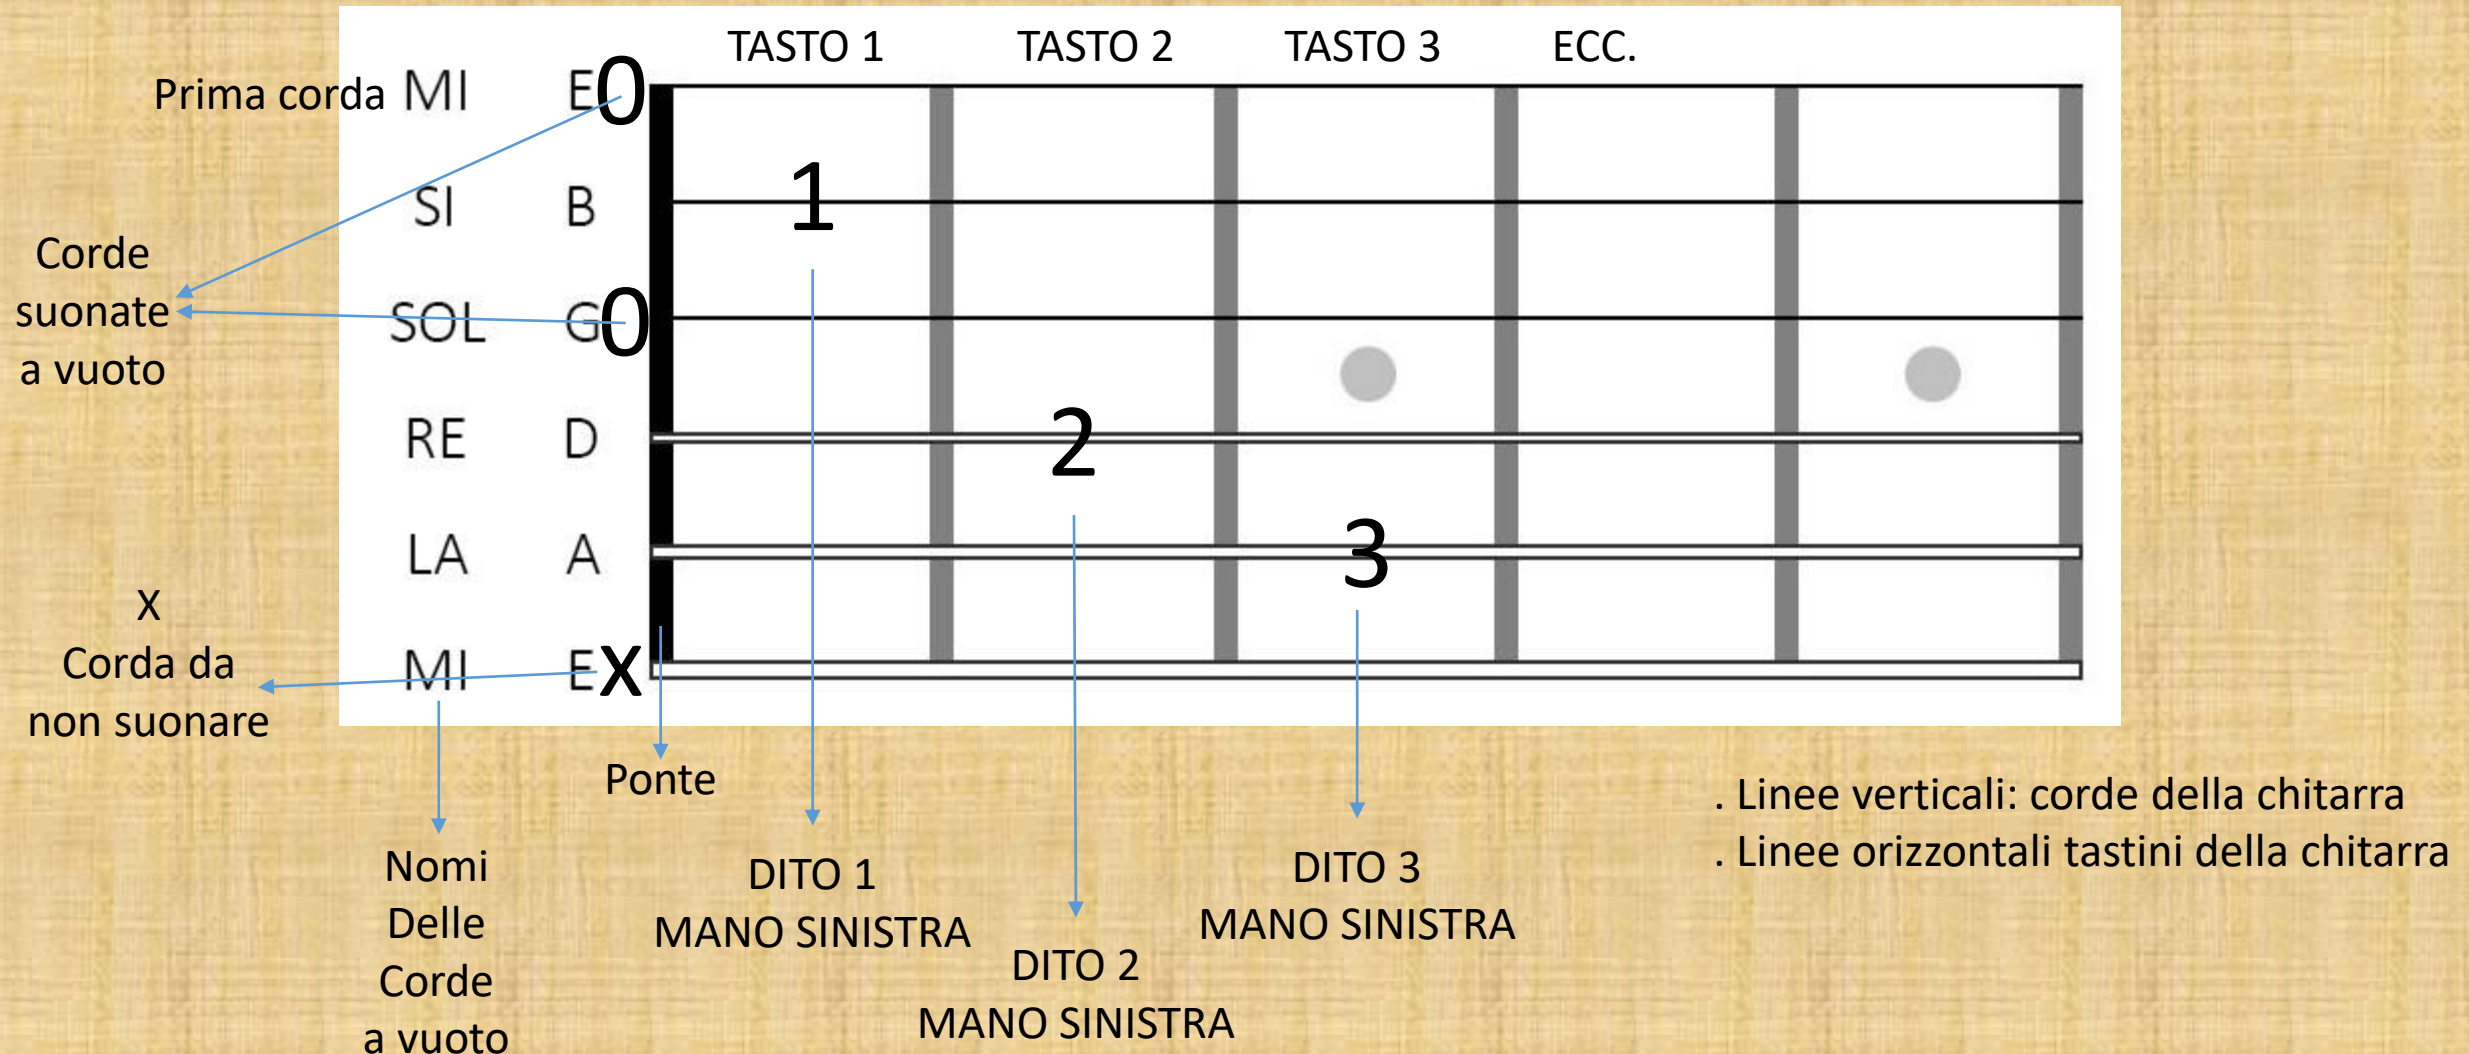 TASTO 1 TASTO 2 TASTO 3 ECC.
Prima corda MI E 0
1
SI B
Corde
suonate
a vuoto
SOL G 0
RE D 2
LA A 3
X
Corda da
non suonare
MI E X
Ponte
Nomi
Delle
Corde
a vuoto
DITO 1
MANO SINISTRA
DITO 2
MANO SINISTRA
DITO 3
MANO SINISTRA
. Linee verticali: corde della chitarra
. Linee orizzontali tastini della chitarra